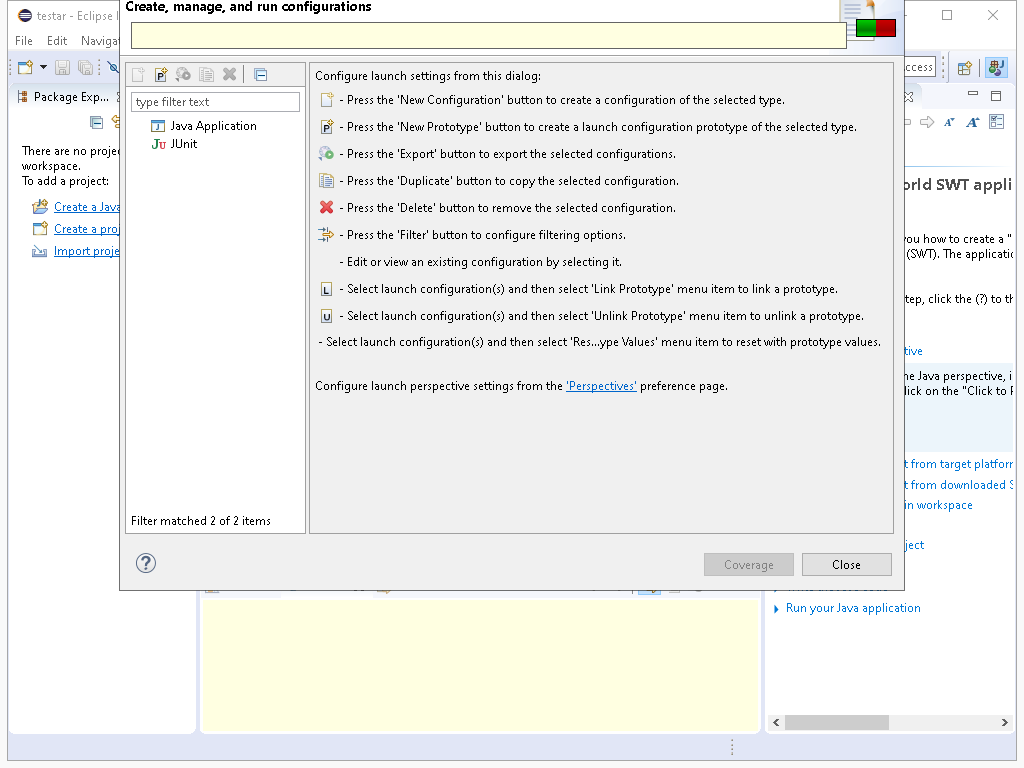 testar - Eclipse I
Create, manage, and run configurations
File Edit Naviga
cess
Package Exp...
There are no proje
workspace.
To add a project:
Create a Java
Create a proj
Import proje
type filter text
Java Application
JUnit
Filter matched 2 of 2 items
Configure launch settings from this dialog:
- Press the 'New Configuration' button to create a configuration of the selected type.
P - Press the 'New Prototype' button to create a launch configuration prototype of the selected type.
- Press the 'Export' button to export the selected configurations.
- Press the 'Duplicate' button to copy the selected configuration.
- Press the 'Delete' button to remove the selected configuration.
- Press the 'Filter' button to configure filtering options.
- Edit or view an existing configuration by selecting it.
L - Select launch configuration(s) and then select 'Link Prototype' menu item to link a prototype.
U - Select launch configuration(s) and then select 'Unlink Prototype' menu item to unlink a prototype.
- Select launch configuration(s) and then select 'Res...ype Values' menu item to reset with prototype values.
Configure launch perspective settings from the 'Perspectives' preference page.
Coverage
Close
orld SWT appli
you how to create a "
(SWT). The applicatio
tep, click the (?) to th
tive
he Java perspective, i
lick on the "Click to P
t from target platforr
t from downloaded S
in workspace
ject
Run your Java application